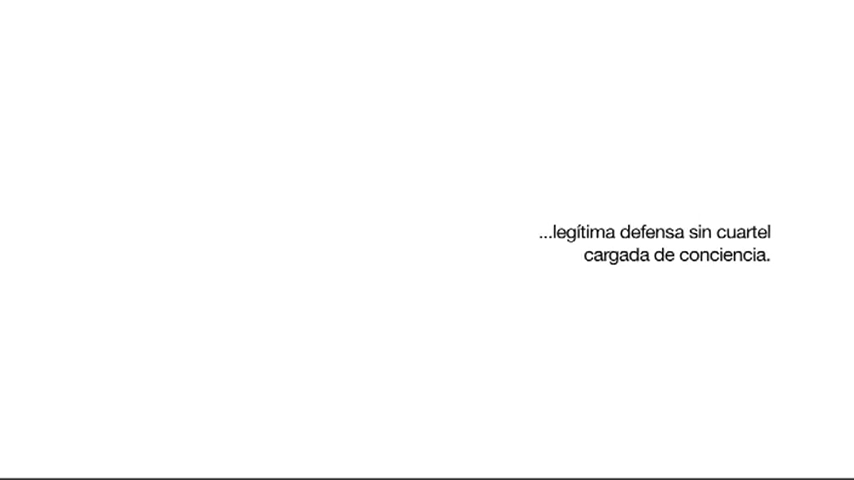 ...legítima defensa sin cuartel
cargada de conciencia.